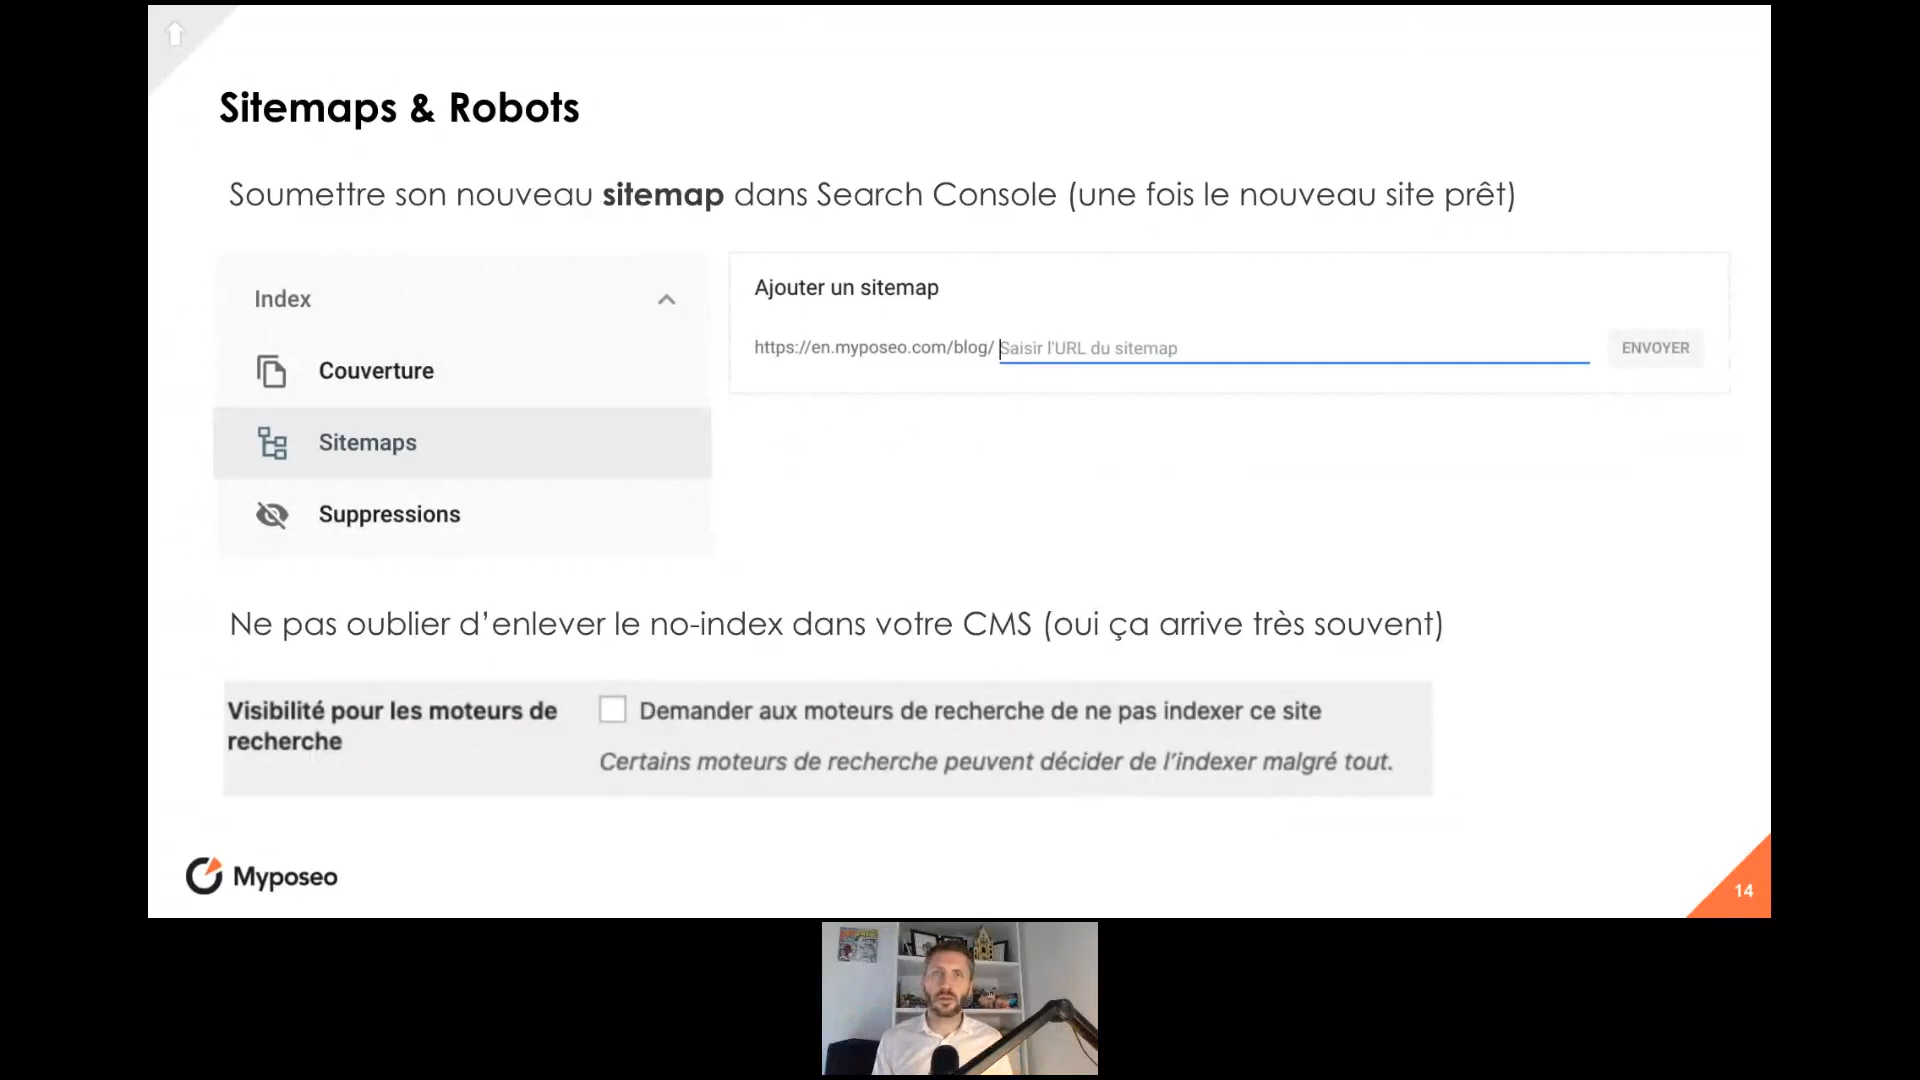 Sitemaps & Robots
Soumettre son nouveau sitemap dans Search Console (une fois le nouveau site prêt)
Index
Couverture
Sitemaps
Suppressions
Ajouter un sitemap
https://en.myposeo.com/blog/ Saisir l'URL du sitemap
ENVOYER
Ne pas oublier d’enlever le no-index dans votre CMS (oui ça arrive très souvent)
Visibilité pour les moteurs de
recherche
Demander aux moteurs de recherche de ne pas indexer ce site
Certains moteurs de recherche peuvent décider de l’indexer malgré tout.
Myposeo
14